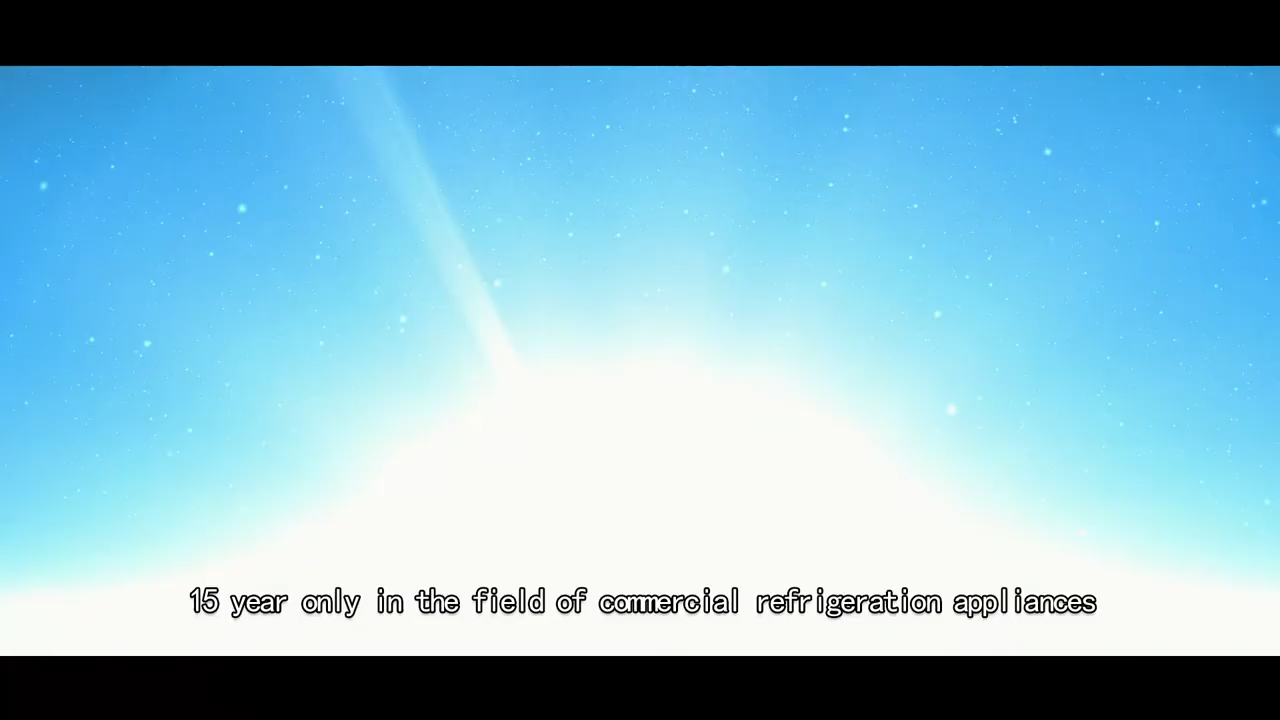 15 year only in the field of commercial refrigeration appliances